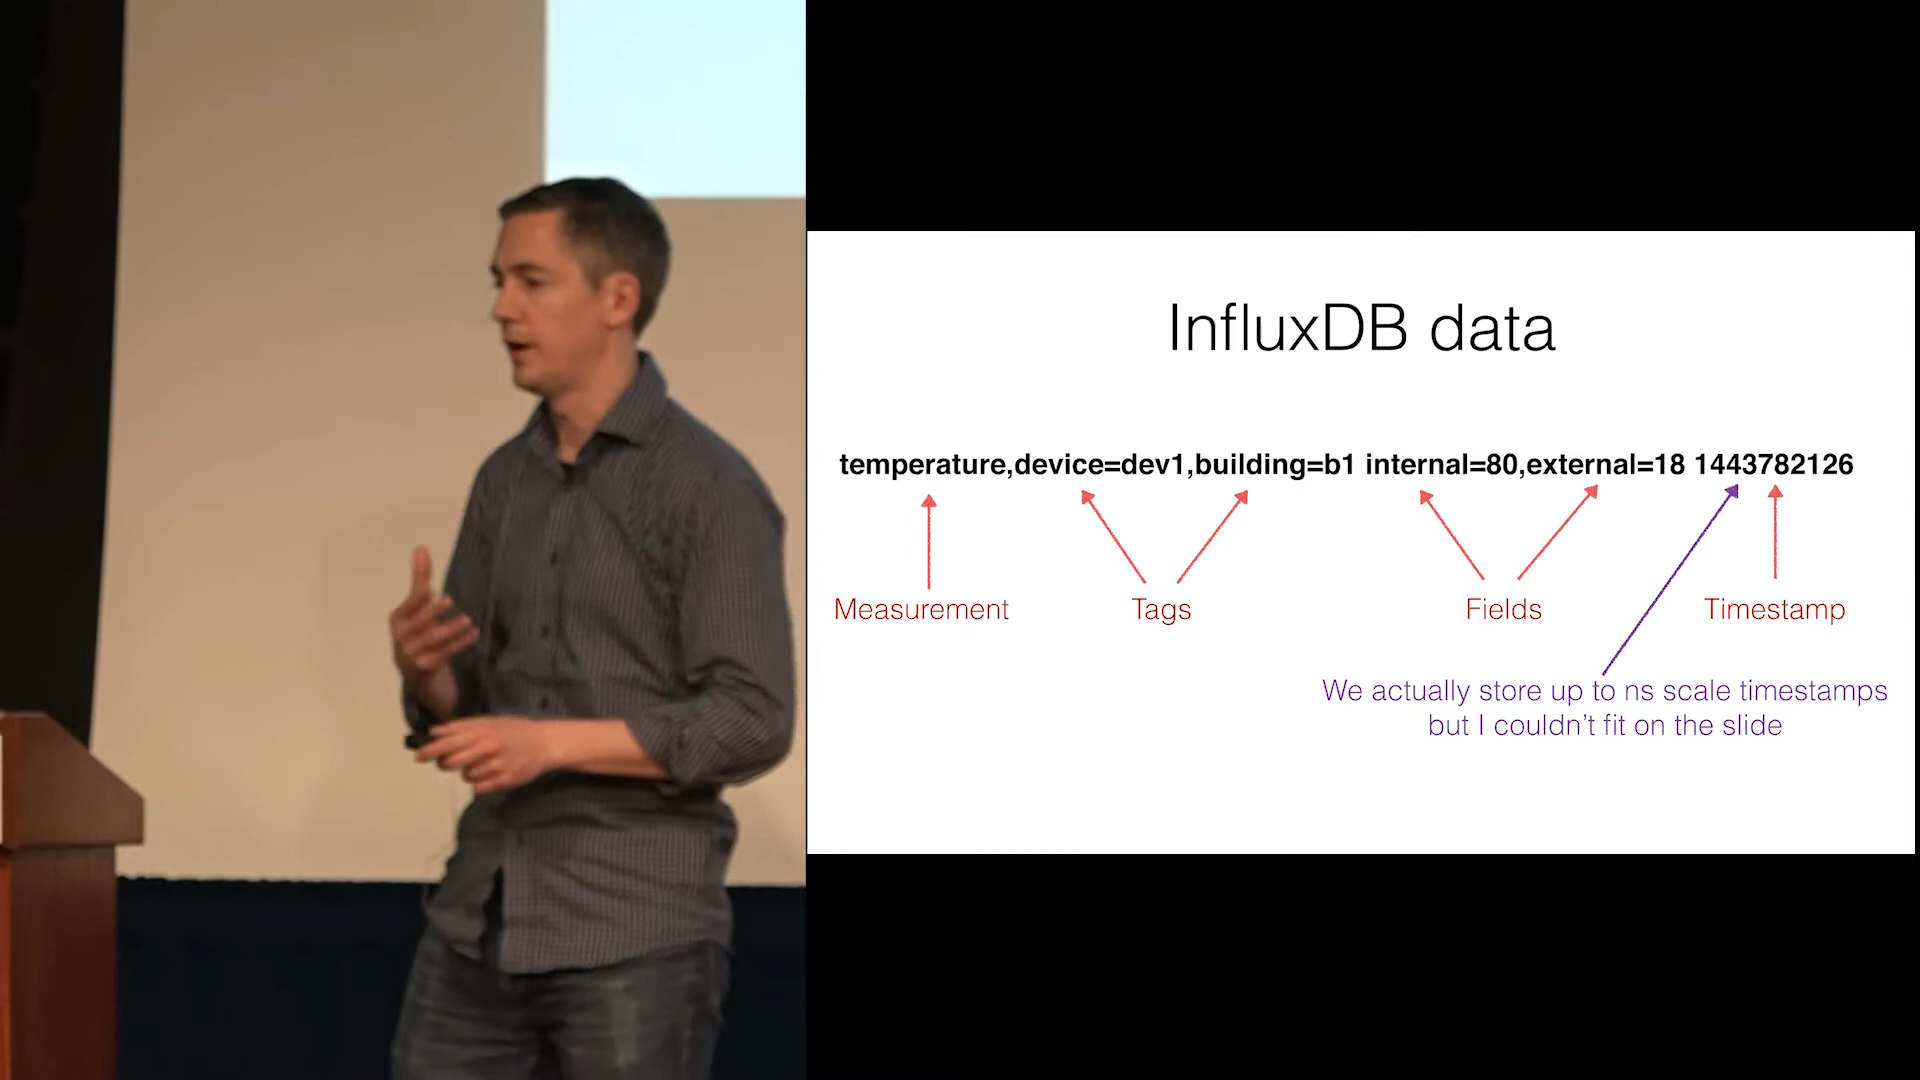 InfluxDB data
temperature,device=dev1,building=b1 internal=80,external=18 1443782126
Measurement
Tags
Fields
Timestamp
We actually store up to ns scale timestamps
but I couldn't fit on the slide